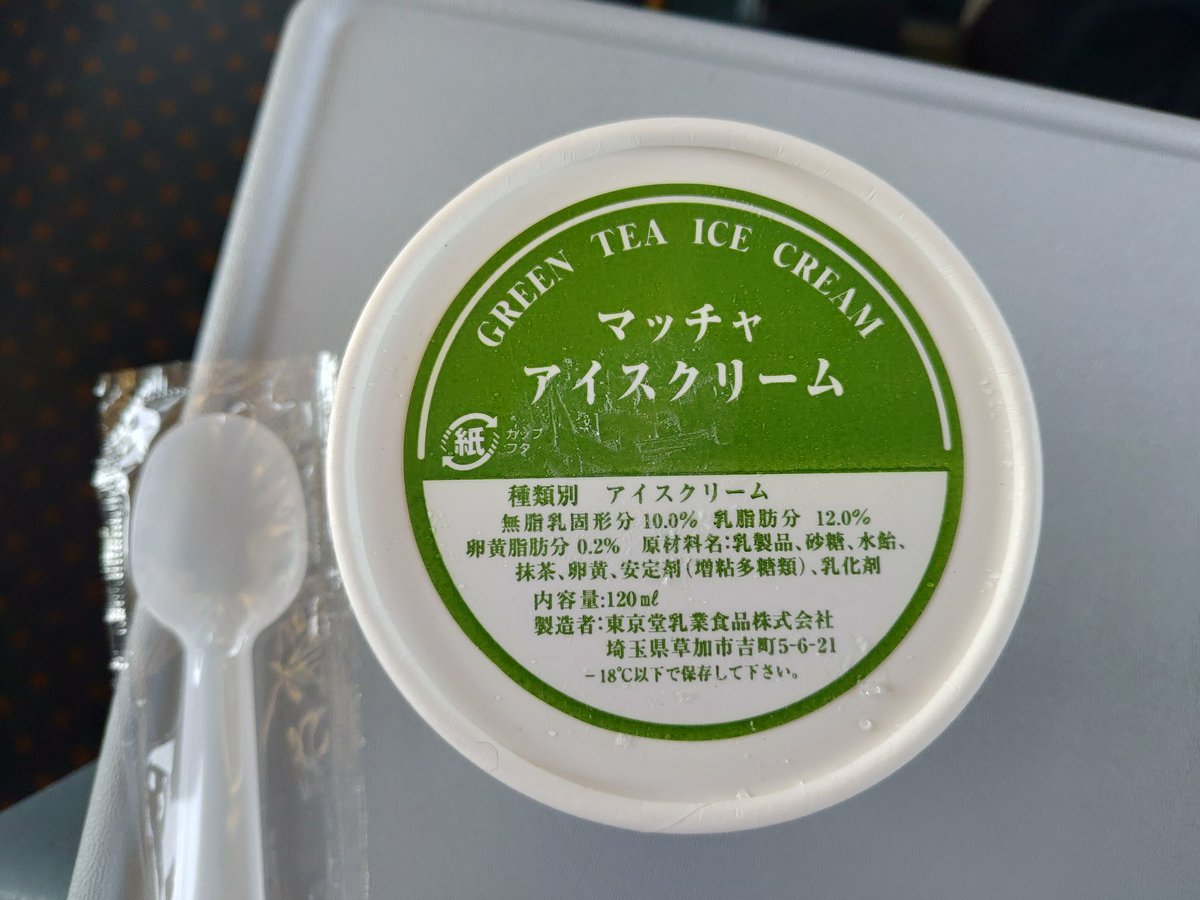 GREEN TEA ICE CREAM
マッチャ
アイスクリーム
紙
カップ
フタ
種類別 アイスクリーム
無脂乳固形分 10.0% 乳脂肪分 12.0%
卵黄脂肪分 0.2% 原材料名:乳製品、砂糖、水飴、
抹茶、卵黄、安定剤(増粘多糖類)、乳化剤
内容量:120㎖
製造者:東京堂乳業食品株式会社
埼玉県草加市吉町5-6-21
−18℃以下で保存して下さい。